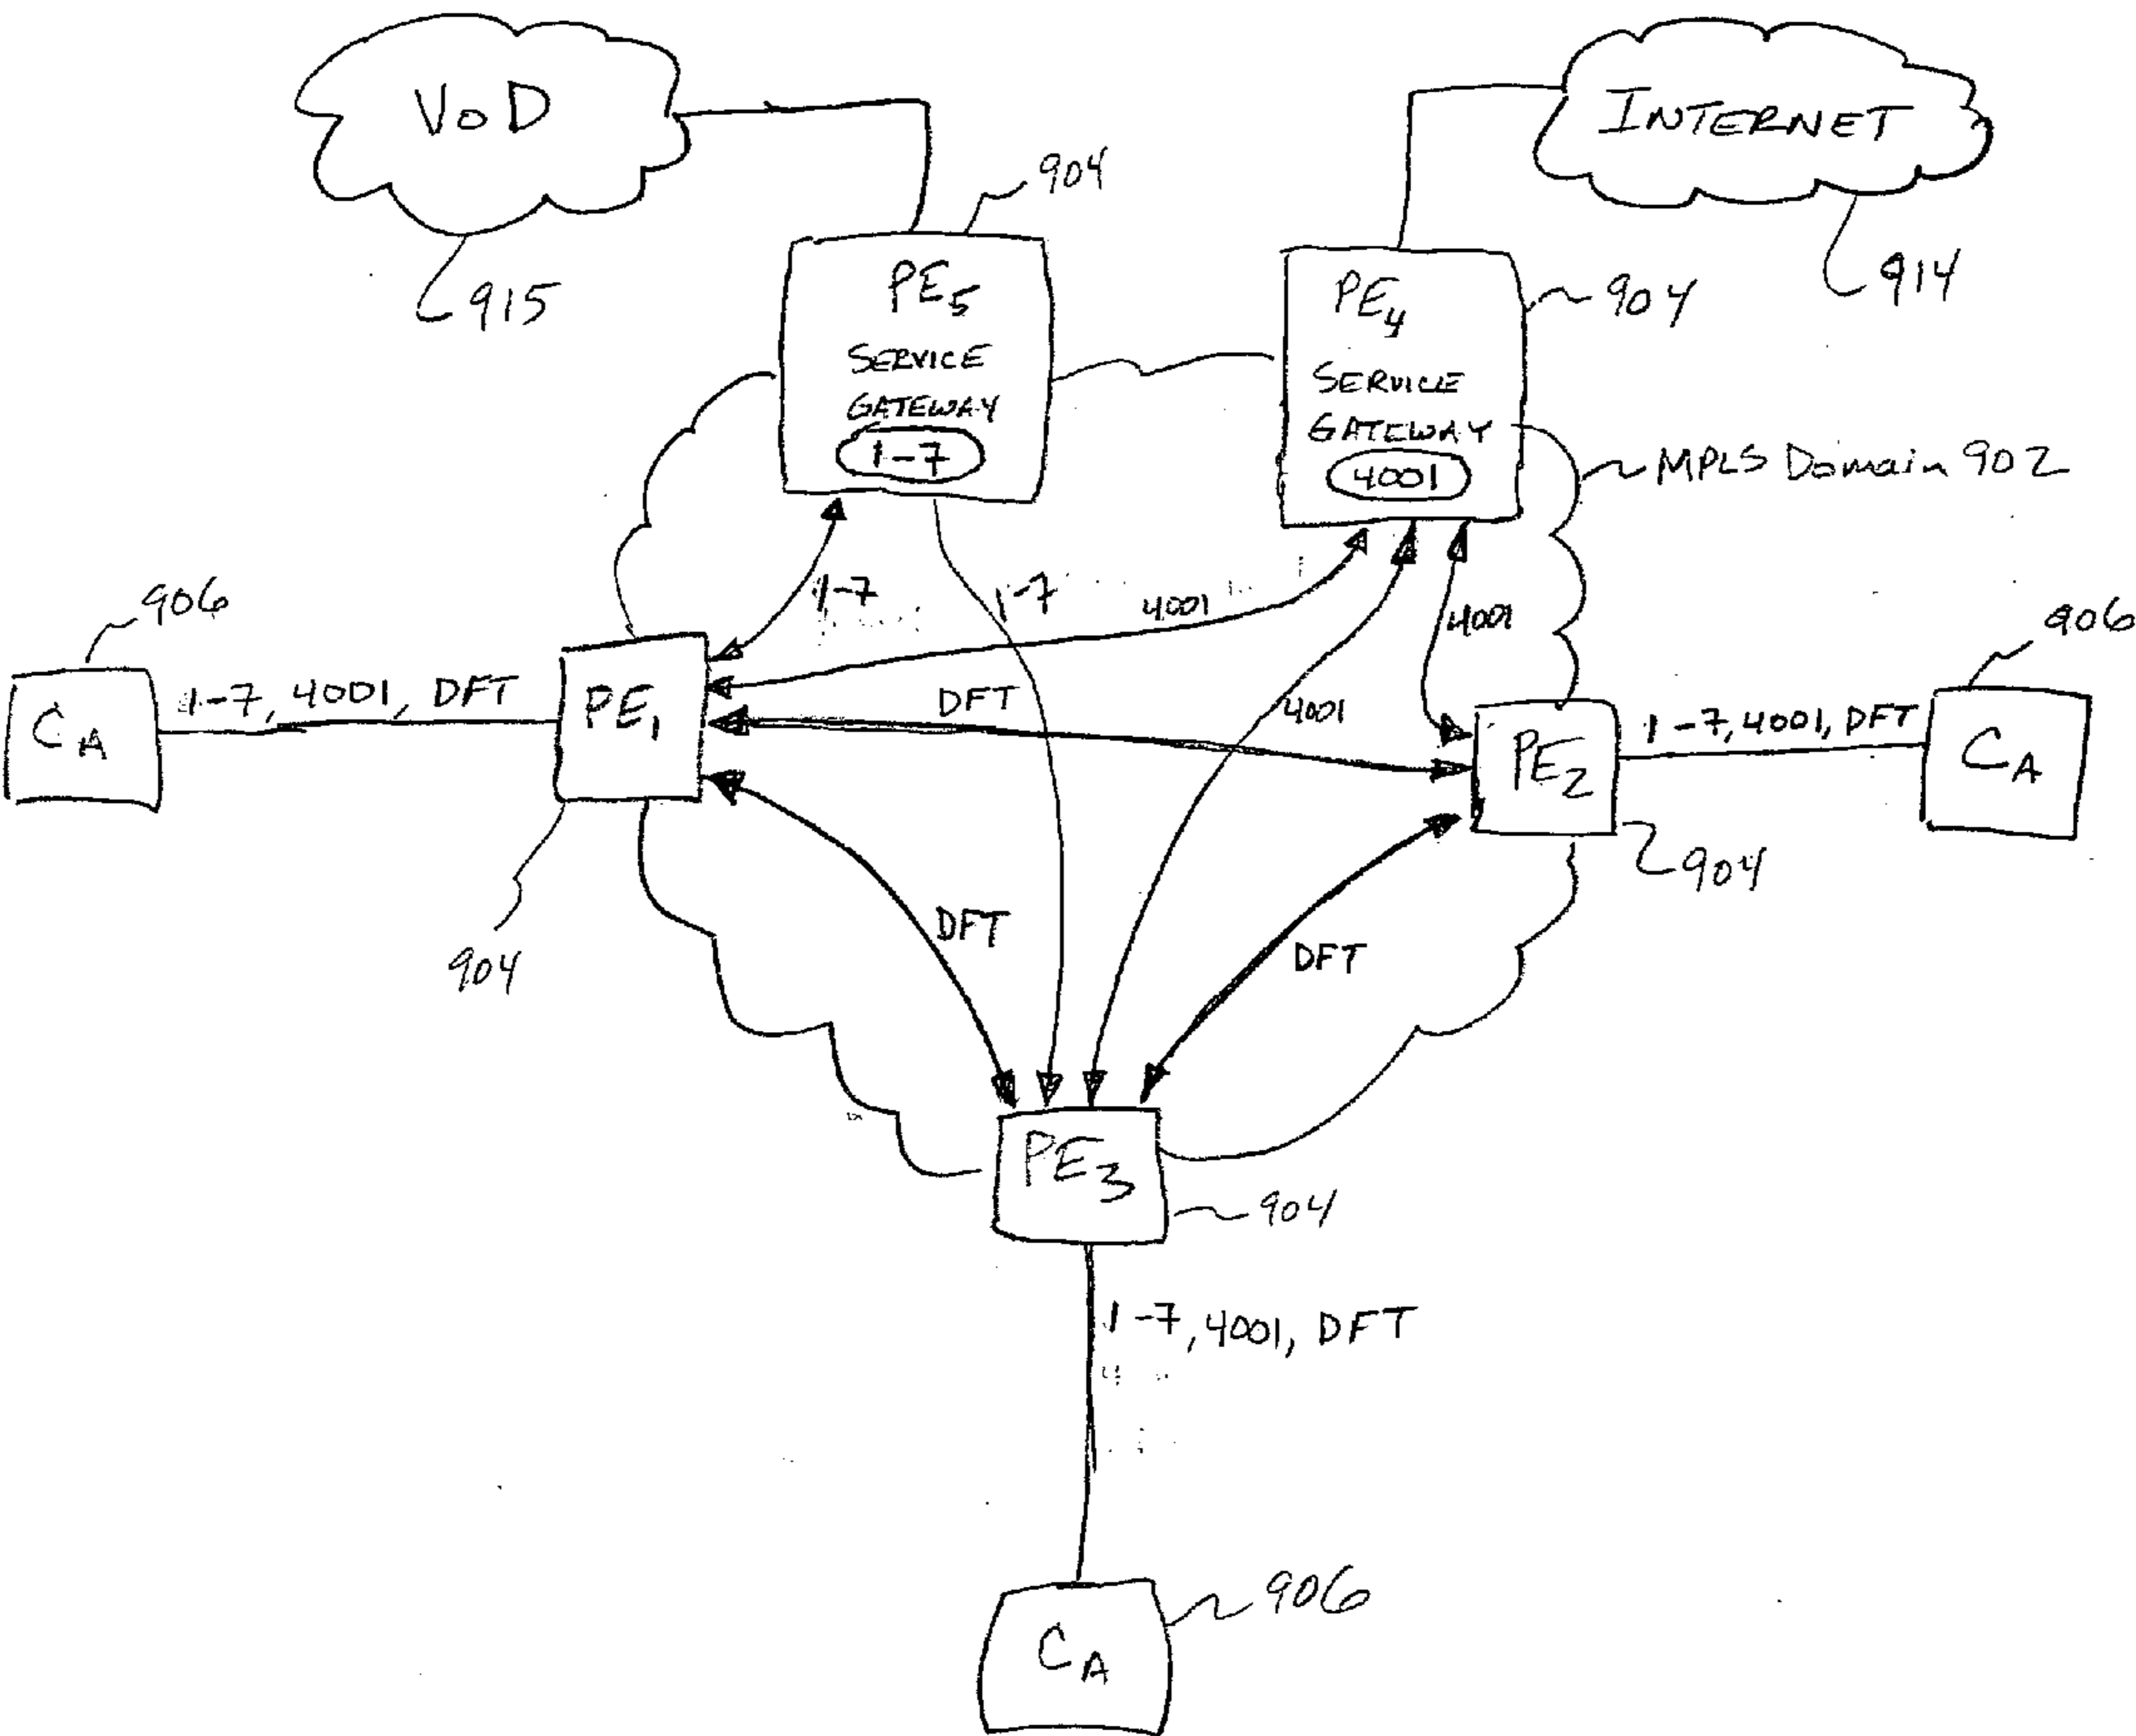 VoD
INTERNET
904
915
914
PE5
SERVICE
GATEWAY
1-7
PE4
SERVICE
GATEWAY
4001
904
MPLS Domain 902
1-7
1-7
4001
4001
4001
906
CA
1-7, 4001, DFT
PE1
DFT
PE2
1-7, 4001, DFT
906
CA
904
904
DFT
DFT
PE3
904
1-7, 4001, DFT
906
CA